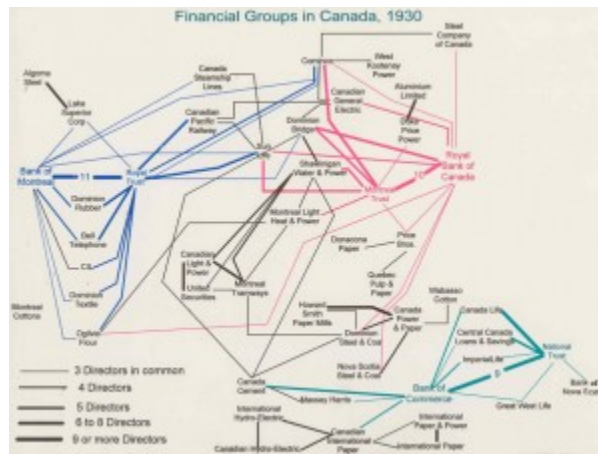 Financial Groups in Canada, 1930
Steel
Company
of Canada
Algoma
Steel
Canada
Steamship
Lines
West
Kootenay
Power
Lake
Superior
Corp
Canadian
Pacific
Railway
Canadian
General
Electric
Aluminium
Limited
Price
Power
Dominion
Bridge
Sun
Life
Shawinigan
Water & Power
Bank of
Montreal
11
Royal
Trust
Montreal
Trust
10
Royal
Bank of
Canada
Dominion
Rubber
Montreal Light
Heat & Power
Bell
Telephone
Donacona
Paper
Price
Bros.
CIL
Canadian
Light &
Power
Quebec
Pulp &
Paper
Dominion
Textile
United
Securities
Montreal
Tramways
Montreal
Cottons
Ogilvie
Flour
Howard
Smith
Paper Mills
Canada
Power
& Paper
Wabasso
Cotton
Canada Life
Dominion
Steel & Coal
Central Canada
Loans & Savings
National
Trust
Nova Scotia
Steel & Coal
Imperial Life
9
3 Directors in common
4 Directors
5 Directors
6 to 8 Directors
9 or more Directors
Canada
Cement
Massey Harris
Bank of
Commerce
Bank of
Great West Life
International
Hydro-Electric
Canadian Hydro-Electric
Canadian
International
Paper
International
Paper & Power
International Paper